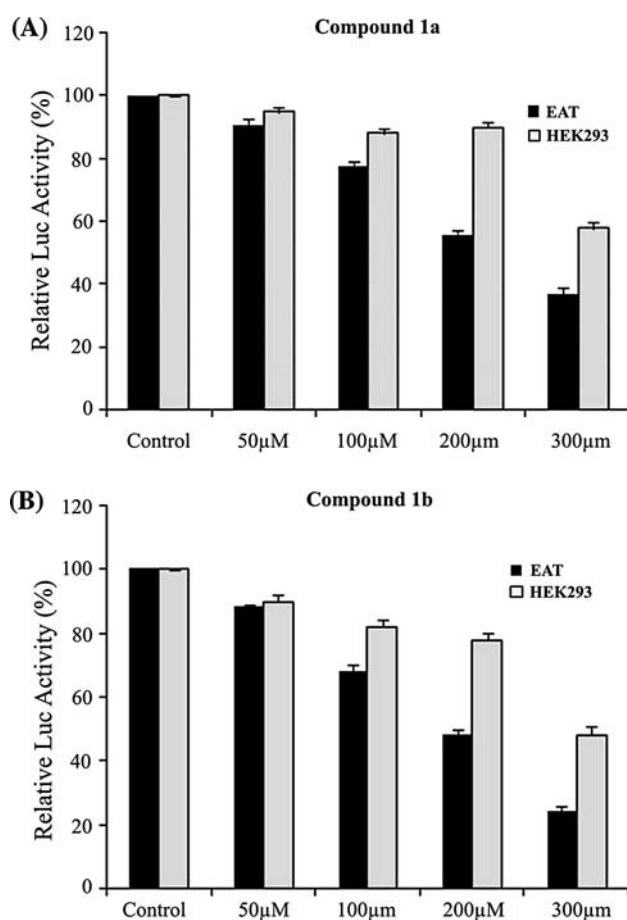 (A)
Compound 1a
Relative Luc Activity (%)
120
100
80
60
40
20
0
EAT
HEK293
Control 50µM 100µM 200µm 300µm
(B)
Compound 1b
Relative Luc Activity (%)
120
100
80
60
40
20
0
EAT
HEK293
Control 50µM 100µm 200µM 300µm